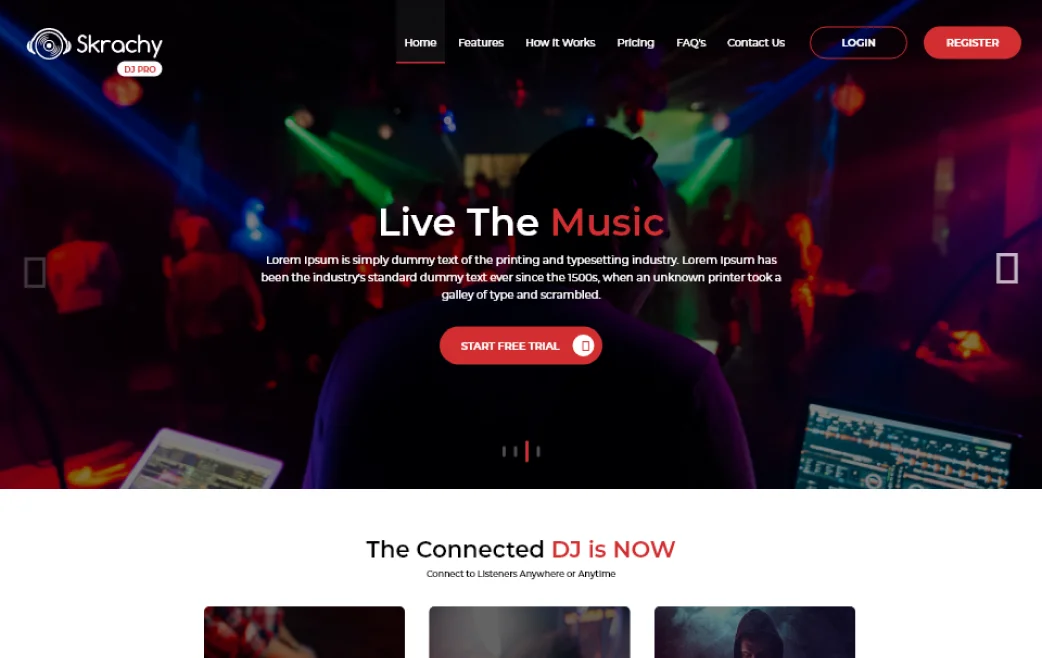 Skrachy
DJ PRO
Home
Features
How It Works
Pricing
FAQ's
Contact Us
LOGIN
REGISTER
Live The Music
Lorem Ipsum is simply dummy text of the printing and typesetting industry. Lorem Ipsum has
been the industry's standard dummy text ever since the 1500s, when an unknown printer took a
galley of type and scrambled.
START FREE TRIAL
The Connected DJ is NOW
Connect to Listeners Anywhere or Anytime